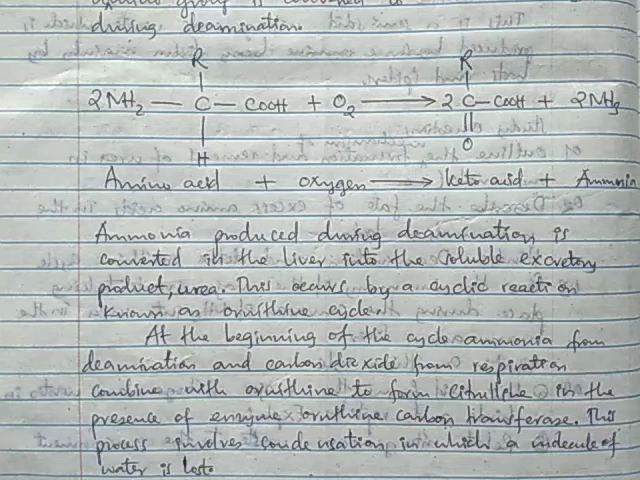 during deamination.
R R
2NH2 — C — COOH + O2 → 2 C — COOH + 2NH3
H O
Amino acid + oxygen → keto acid + Ammonia
Ammonia produced during deamination is
converted in the liver into the soluble excretory
product, urea. This occurs by a cyclic reaction
known as ornithine cycle.
At the beginning of the cycle ammonia from
deamination and carbon dioxide from respiration
combine with ornithine to form citrulline in the
presence of enzyme ornithine carbon transferase. This
process involves condensation in which a molecule of
water is lost.